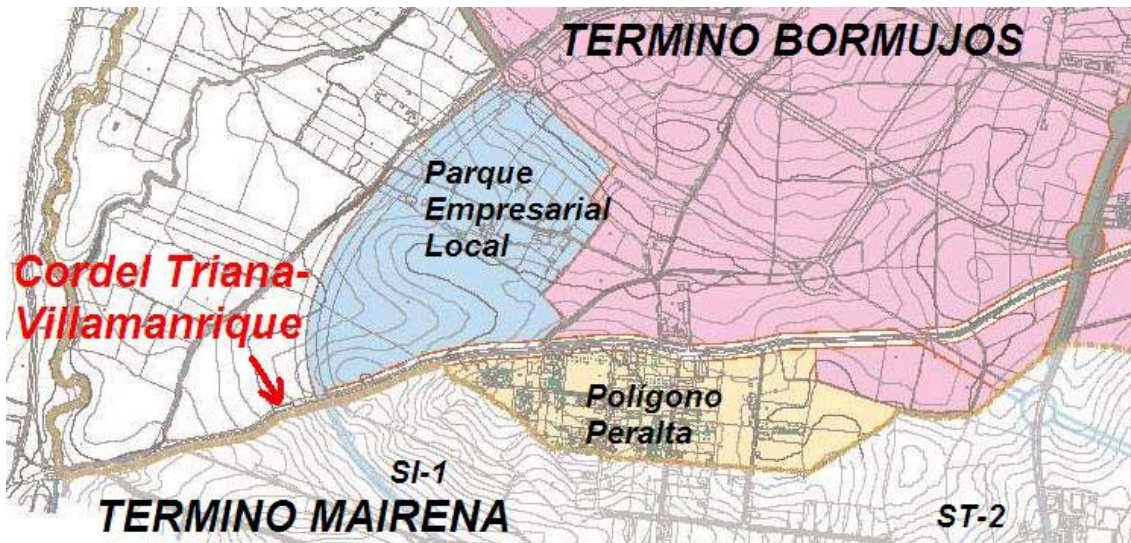 TERMINO BORMUJOS
Parque
Empresarial
Local
Cordel Triana-
Villamanrique
Polígono
Peralta
SI-1
TERMINO MAIRENA
ST-2